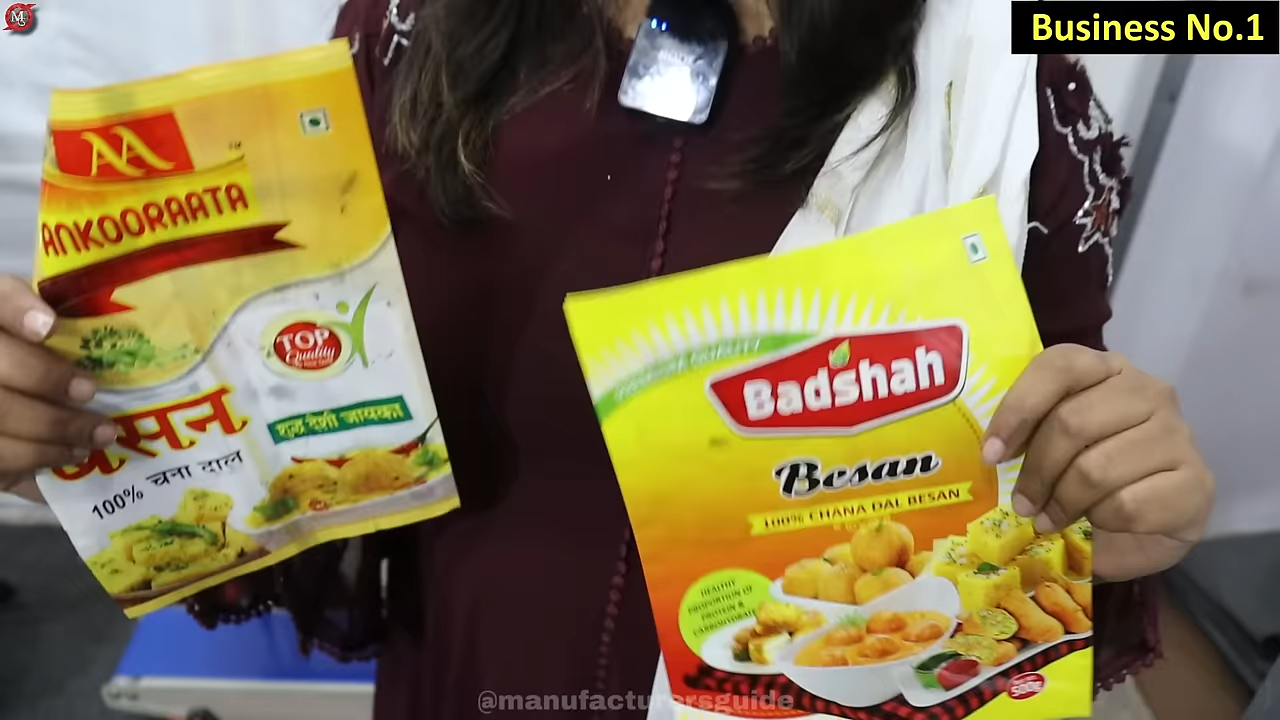 Business No.1
AA
ANKOORAATA
TOP
Quality
बेसन
शुद्ध देशी जायका
100% चना दाल
Badshah
Besan
100% CHANA DAL BESAN
HEALTHY
PROPORTION OF
PROTEIN &
CARBOHYDRATE
500g
@manufacturersguide